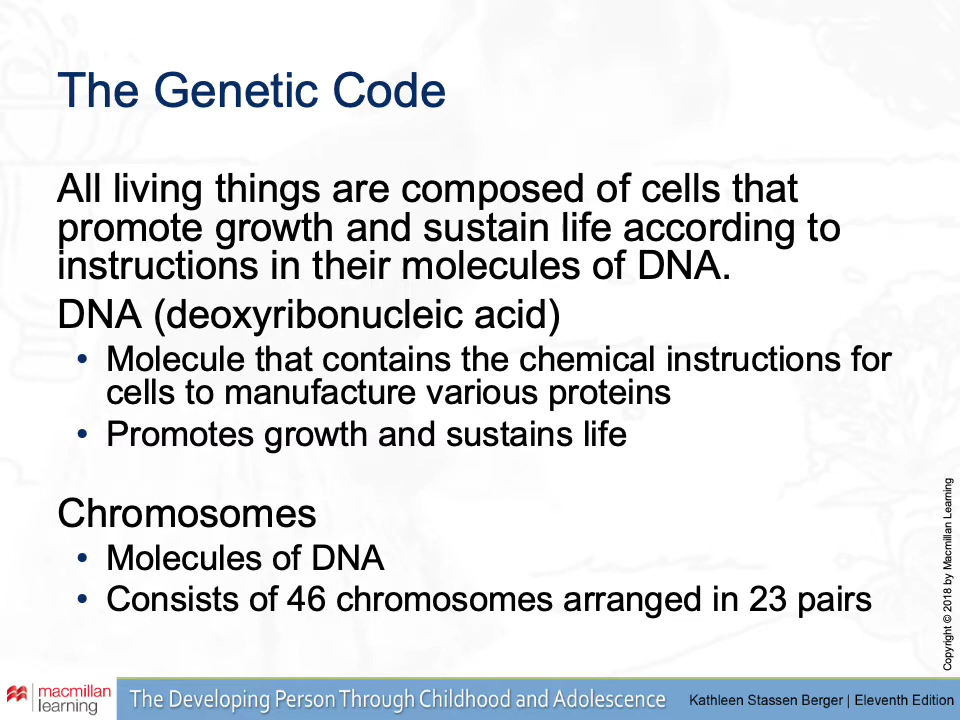 The Genetic Code
All living things are composed of cells that
promote growth and sustain life according to
instructions in their molecules of DNA.
DNA (deoxyribonucleic acid)
• Molecule that contains the chemical instructions for
cells to manufacture various proteins
• Promotes growth and sustains life
Chromosomes
• Molecules of DNA
• Consists of 46 chromosomes arranged in 23 pairs
Copyright © 2018 by Macmillan Learning
macmillan
learning
The Developing Person Through Childhood and Adolescence
Kathleen Stassen Berger | Eleventh Edition